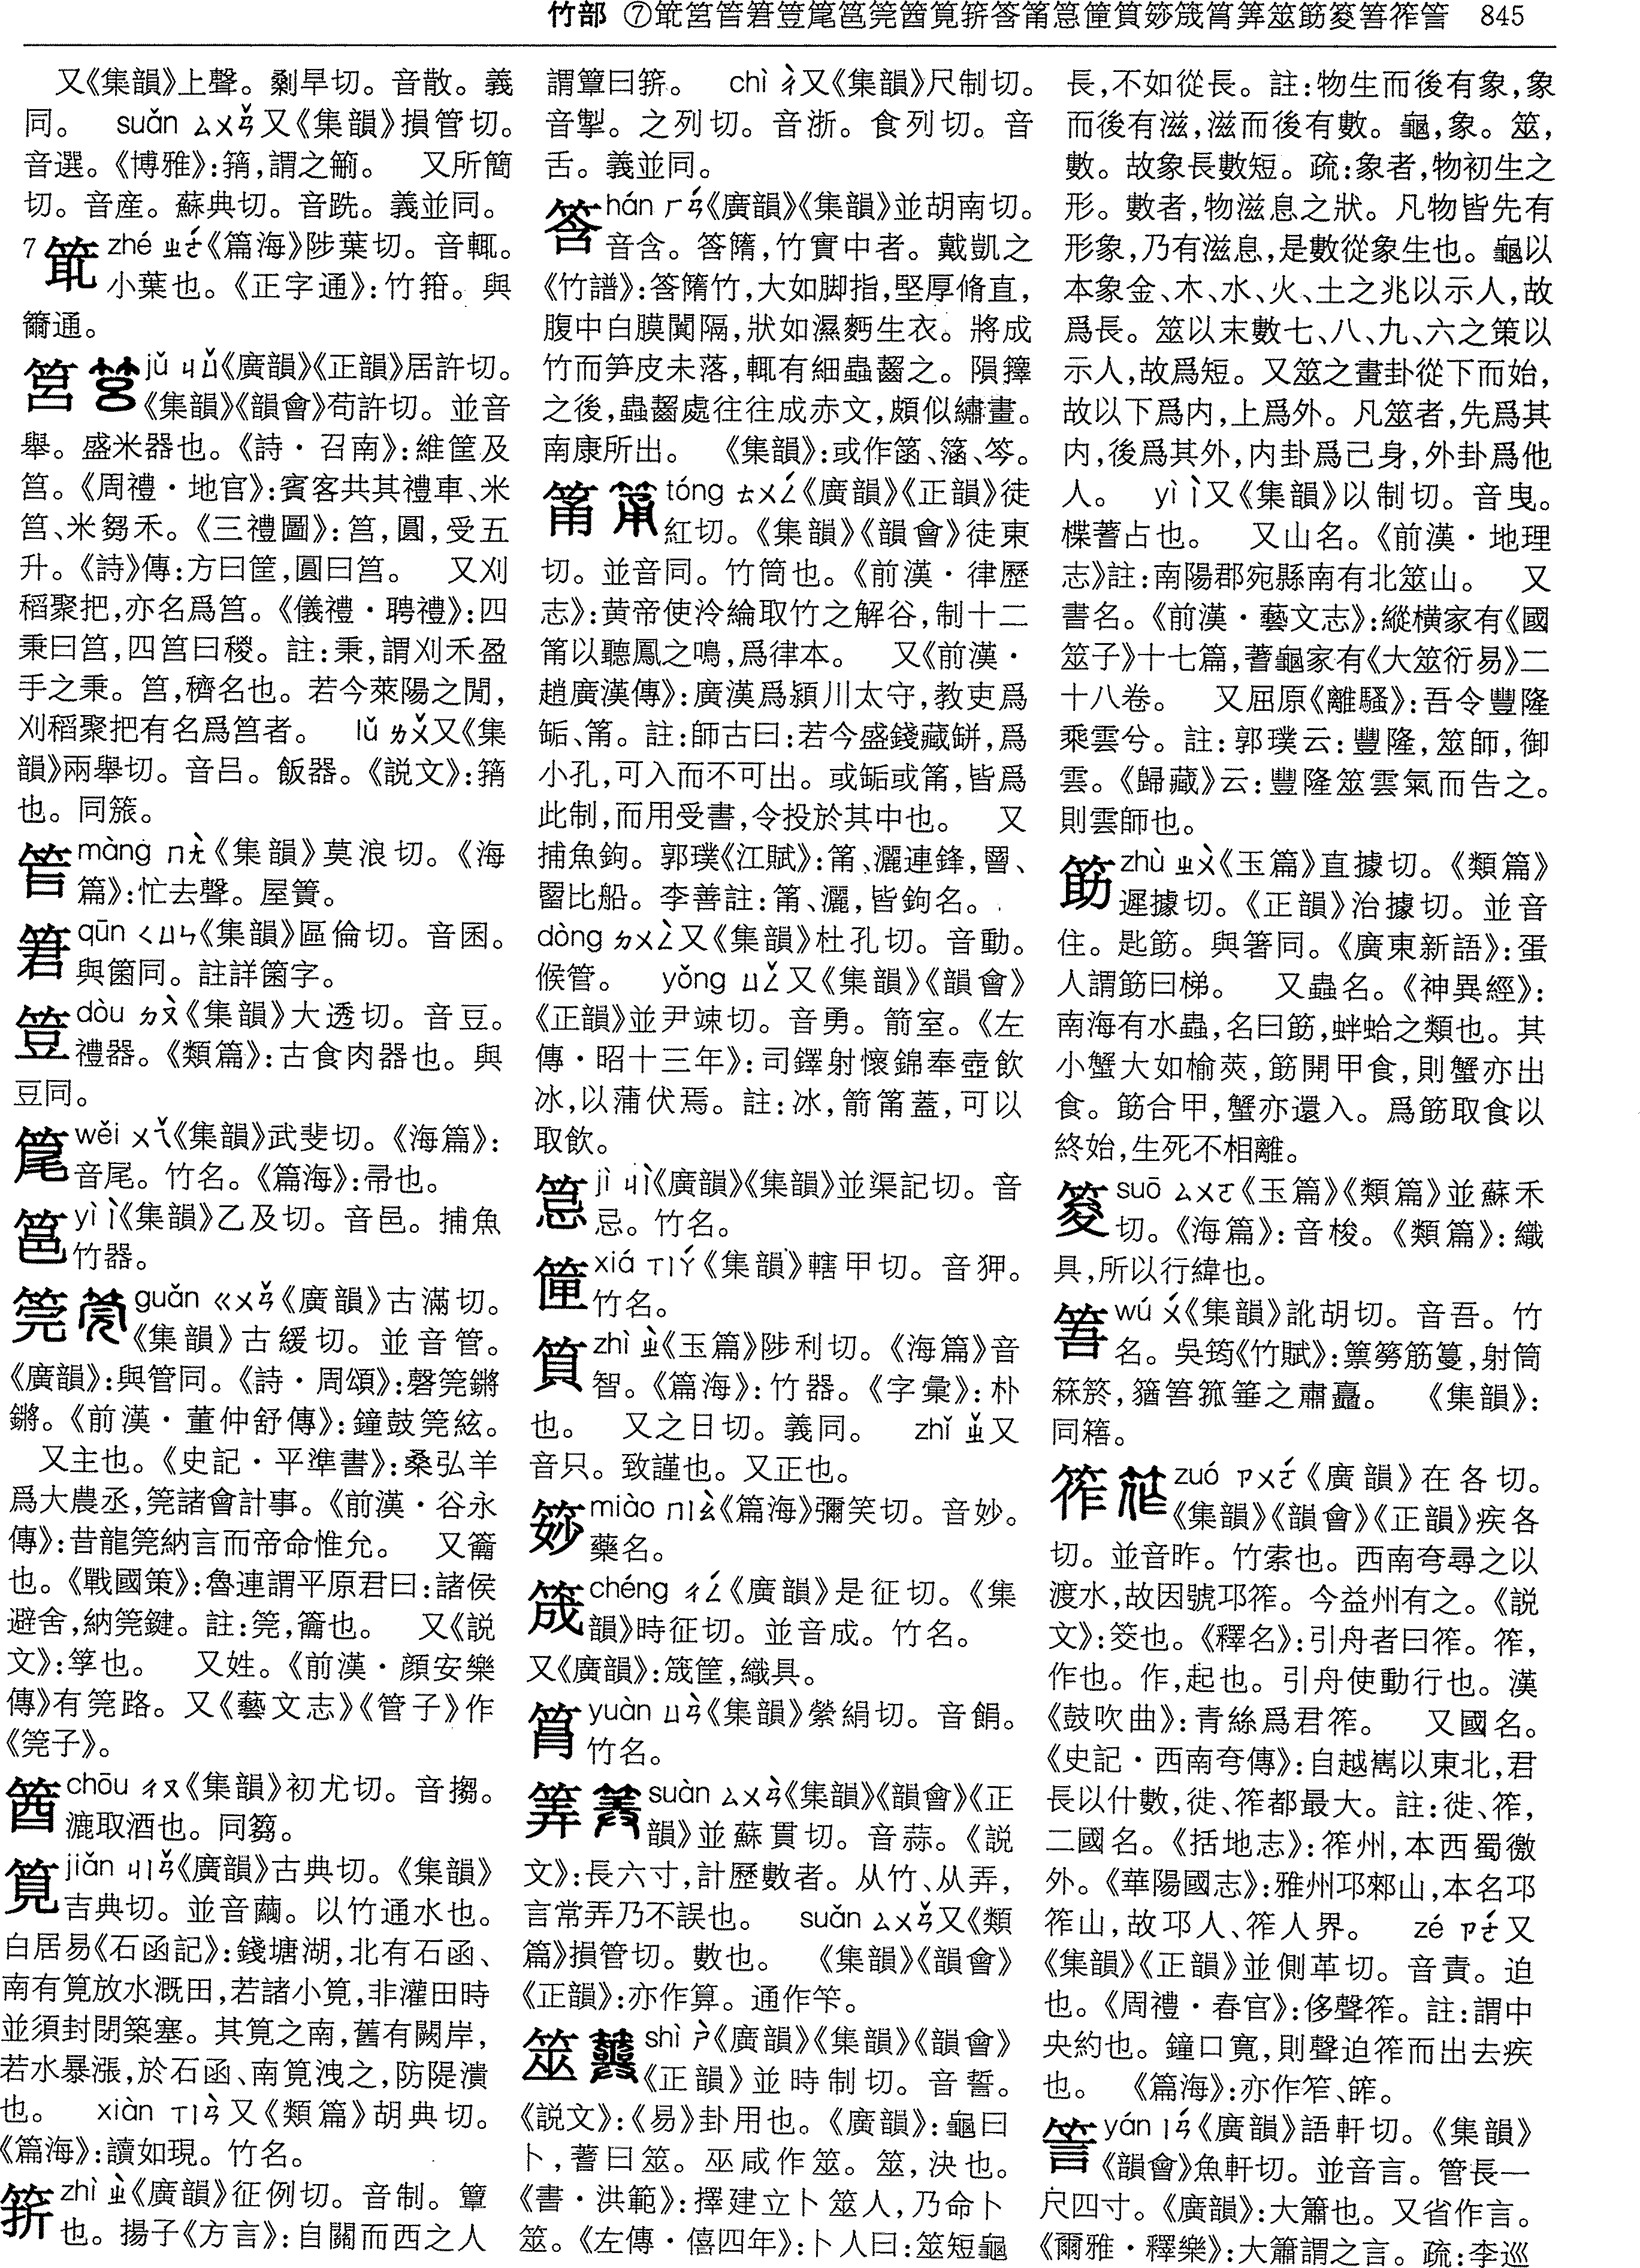 竹部 ⑦䇽筥䇶䇹䇺䇻䇼筦䇬筧䇽筨筩䇾筪筫䈃筬䈄筭筮筯䈅䈆筰䇾 845
又《集韻》上聲。剿旱切。音散。義
同。 suǎn ㄙㄨㄢˇ又《集韻》損管切。
音選。《博雅》:䈰,謂之䈾。 又所簡
切。音産。蘇典切。音跣。義並同。
7 zhé ㄓㄜˊ《篇海》陟葉切。音輒。
小葉也。《正字通》:竹箝。與
籋通。
筥 jǔ ㄐㄩˇ《廣韻》《正韻》居許切。
《集韻》《韻會》苟許切。並音
舉。盛米器也。《詩·召南》:維筐及
筥。《周禮·地官》:賓客共其禮車、米
筥、米芻禾。《三禮圖》:筥,圓,受五
升。《詩》傳:方曰筐,圓曰筥。 又刈
稻聚把,亦名爲筥。《儀禮·聘禮》:四
秉曰筥,四筥曰稯。註:秉,謂刈禾盈
手之秉。筥,穧名也。若今萊陽之閒,
刈稻聚把有名爲筥者。 lǔ ㄌㄨˇ又《集
韻》兩舉切。音吕。飯器。《説文》:䈰
也。同簇。
màng ㄇㄤˋ《集韻》莫浪切。《海
篇》:忙去聲。屋簀。
qūn ㄑㄩㄣ《集韻》區倫切。音囷。
與箘同。註詳箘字。
dòu ㄉㄡˋ《集韻》大透切。音豆。
禮器。《類篇》:古食肉器也。與
豆同。
wěi ㄨㄟˇ《集韻》武斐切。《海篇》:
音尾。竹名。《篇海》:帚也。
yì ㄧˋ《集韻》乙及切。音邑。捕魚
竹器。
筦 guǎn ㄍㄨㄢˇ《廣韻》古滿切。
《集韻》古緩切。並音管。
《廣韻》:與管同。《詩·周頌》:磬筦鏘
鏘。《前漢·董仲舒傳》:鐘鼓筦絃。
又主也。《史記·平準書》:桑弘羊
爲大農丞,筦諸會計事。《前漢·谷永
傳》:昔龍筦納言而帝命惟允。 又籥
也。《戰國策》:魯連謂平原君曰:諸侯
避舍,納筦鍵。註:筦,籥也。 又《説
文》:筟也。 又姓。《前漢·顔安樂
傳》有筦路。又《藝文志》《管子》作
《筦子》。
chōu ㄔㄡ《集韻》初尤切。音搊。
漉取酒也。同篘。
筧 jiǎn ㄐㄧㄢˇ《廣韻》古典切。《集韻》
吉典切。並音繭。以竹通水也。
白居易《石函記》:錢塘湖,北有石函、
南有筧放水溉田,若諸小筧,非灌田時
並須封閉築塞。其筧之南,舊有闕岸,
若水暴漲,於石函、南筧洩之,防隄潰
也。 xiàn ㄒㄧㄢˋ又《類篇》胡典切。
《篇海》:讀如現。竹名。
zhì ㄓˋ《廣韻》征例切。音制。簟
也。揚子《方言》:自關而西之人
謂簟曰䇽。 chì ㄔˋ又《集韻》尺制切。
音掣。之列切。音浙。食列切。音
舌。義並同。
筨 hán ㄏㄢˊ《廣韻》《集韻》並胡南切。
音含。筨䈙,竹實中者。戴凱之
《竹譜》:筨䈙竹,大如脚指,堅厚脩直,
腹中白膜闌隔,狀如濕麪生衣。將成
竹而笋皮未落,輒有細蟲齧之。隕籜
之後,蟲齧處往往成赤文,頗似繡畫。
南康所出。 《集韻》:或作䈄、䈜、笒。
筩 tóng ㄊㄨㄥˊ《廣韻》《正韻》徒
紅切。《集韻》《韻會》徒東
切。並音同。竹筒也。《前漢·律歷
志》:黄帝使泠綸取竹之解谷,制十二
筩以聽鳳之鳴,爲律本。 又《前漢·
趙廣漢傳》:廣漢爲潁川太守,教吏爲
缿、筩。註:師古曰:若今盛錢藏缾,爲
小孔,可入而不可出。或缿或筩,皆爲
此制,而用受書,令投於其中也。 又
捕魚鉤。郭璞《江賦》:筩、灑連鋒,罾、
䍡比船。李善註:筩、灑,皆鉤名。
dòng ㄉㄨㄥˋ又《集韻》杜孔切。音動。
候管。 yǒng ㄩㄥˇ又《集韻》《韻會》
《正韻》並尹竦切。音勇。箭室。《左
傳·昭十三年》:司鐸射懷錦奉壺飲
冰,以蒲伏焉。註:冰,箭筩蓋,可以
取飲。
jì ㄐㄧˋ《廣韻》《集韻》並渠記切。音
忌。竹名。
筪 xiá ㄒㄧㄚˊ《集韻》轄甲切。音狎。
竹名。
筫 zhì ㄓˋ《玉篇》陟利切。《海篇》音
智。《篇海》:竹器。《字彙》:朴
也。 又之日切。義同。 zhǐ ㄓˇ又
音只。致謹也。又正也。
miào ㄇㄧㄠˋ《篇海》彌笑切。音妙。
藥名。
筬 chéng ㄔㄥˊ《廣韻》是征切。《集
韻》時征切。並音成。竹名。
又《廣韻》:筬筐,織具。
yuàn ㄩㄢˋ《集韻》縈絹切。音餶。
竹名。
筭 suàn ㄙㄨㄢˋ《集韻》《韻會》《正
韻》並蘇貫切。音蒜。《説
文》:長六寸,計歷數者。从竹、从弄,
言常弄乃不誤也。 suǎn ㄙㄨㄢˇ又《類
篇》損管切。數也。 《集韻》《韻會》
《正韻》:亦作算。通作笇。
筮 shì ㄕˋ《廣韻》《集韻》《韻會》
《正韻》並時制切。音誓。
《説文》:《易》卦用也。《廣韻》:龜曰
卜,蓍曰筮。巫咸作筮。筮,決也。
《書·洪範》:擇建立卜筮人,乃命卜
筮。《左傳·僖四年》:卜人曰:筮短龜
長,不如從長。註:物生而後有象,象
而後有滋,滋而後有數。龜,象。筮,
數。故象長數短。疏:象者,物初生之
形。數者,物滋息之狀。凡物皆先有
形象,乃有滋息,是數從象生也。龜以
本象金、木、水、火、土之兆以示人,故
爲長。筮以末數七、八、九、六之策以
示人,故爲短。又筮之畫卦從下而始,
故以下爲内,上爲外。凡筮者,先爲其
内,後爲其外,内卦爲己身,外卦爲他
人。 yì ㄧˋ又《集韻》以制切。音曳。
楪蓍占也。 又山名。《前漢·地理
志》註:南陽郡宛縣南有北筮山。 又
書名。《前漢·藝文志》:縱横家有《國
筮子》十七篇,蓍龜家有《大筮衍易》二
十八卷。 又屈原《離騷》:吾令豐隆
乘雲兮。註:郭璞云:豐隆,筮師,御
雲。《歸藏》云:豐隆筮雲氣而告之。
則雲師也。
筯 zhù ㄓㄨˋ《玉篇》直據切。《類篇》
遲據切。《正韻》治據切。並音
住。匙筯。與箸同。《廣東新語》:蛋
人謂筯曰梯。 又蟲名。《神異經》:
南海有水蟲,名曰筯,蚌蛤之類也。其
小蟹大如榆莢,筯開甲食,則蟹亦出
食。筯合甲,蟹亦還入。爲筯取食以
終始,生死不相離。
suō ㄙㄨㄛ《玉篇》《類篇》並蘇禾
切。《海篇》:音梭。《類篇》:織
具,所以行緯也。
wú ㄨˊ《集韻》訛胡切。音吾。竹
名。吳筠《竹賦》:篻簩筋䈵,射筒
箖箊,䈬䇹箛箠之肅矗。 《集韻》:
同䉑。
筰 zuó ㄗㄨㄛˊ《廣韻》在各切。
《集韻》《韻會》《正韻》疾各
切。並音昨。竹索也。西南夸尋之以
渡水,故因號邛筰。今益州有之。《説
文》:筊也。《釋名》:引舟者曰筰。筰,
作也。作,起也。引舟使動行也。漢
《鼓吹曲》:青絲爲君筰。 又國名。
《史記·西南夸傳》:自越嶲以東北,君
長以什數,徙、筰都最大。註:徙、筰,
二國名。《括地志》:筰州,本西蜀徼
外。《華陽國志》:雅州邛郲山,本名邛
筰山,故邛人、筰人界。 zé ㄗㄜˊ又
《集韻》《正韻》並側革切。音責。迫
也。《周禮·春官》:侈聲筰。註:謂中
央約也。鐘口寬,則聲迫筰而出去疾
也。 《篇海》:亦作笮、䇥。
yán ㄧㄢˊ《廣韻》語軒切。《集韻》
《韻會》魚軒切。並音言。管長一
尺四寸。《廣韻》:大簫也。又省作言。
《爾雅·釋樂》:大簫謂之言。疏:李巡